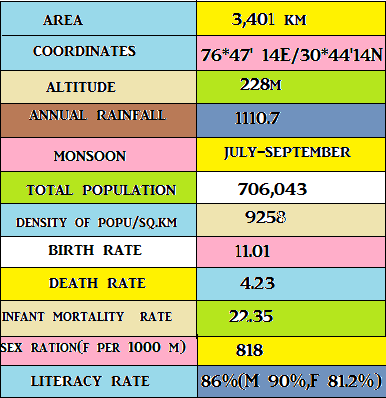 AREA 3,401 KM
COORDINATES 76*47' 14E/30*44'14N
ALTITUDE 228M
ANNUAL RAINFALL 1110.7
MONSOON JULY-SEPTEMBER
TOTAL POPULATION 706,043
DENSITY OF POPU/SQ.KM 9258
BIRTH RATE 11.01
DEATH RATE 4.23
INFANT MORTALITY RATE 22.35
SEX RATION(F PER 1000 M) 818
LITERACY RATE 86%(M 90%,F 81.2%)